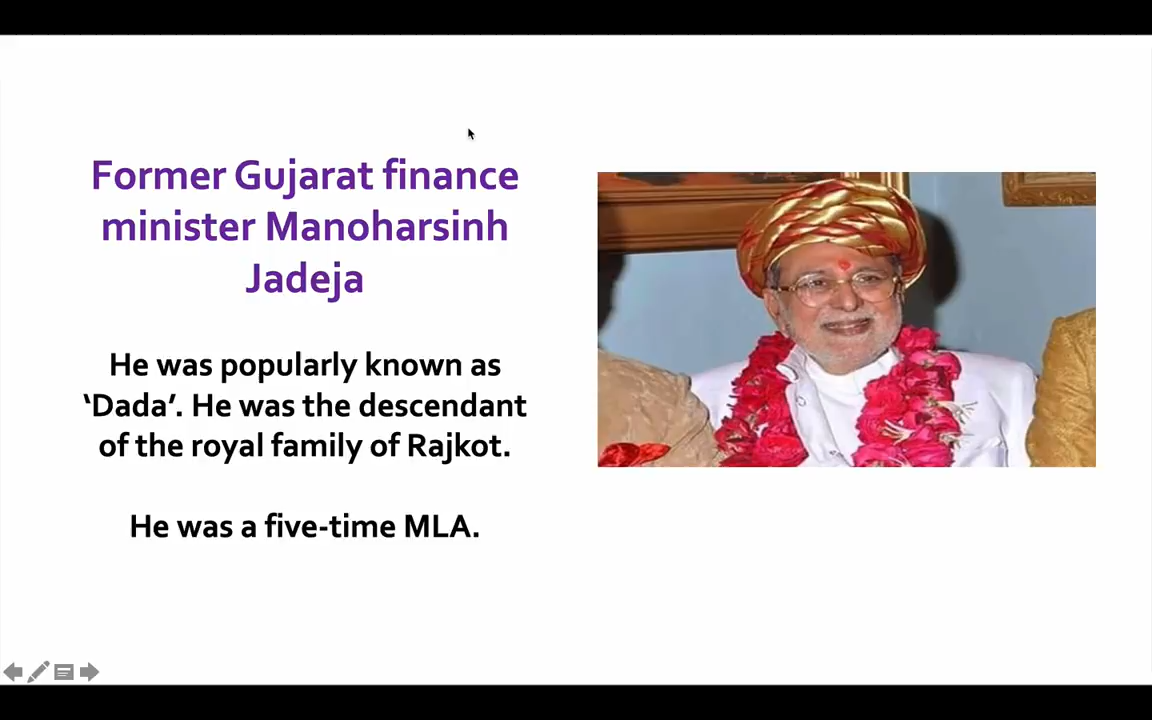 Former Gujarat finance
minister Manoharsinh
Jadeja
He was popularly known as
‘Dada’. He was the descendant
of the royal family of Rajkot.
He was a five-time MLA.